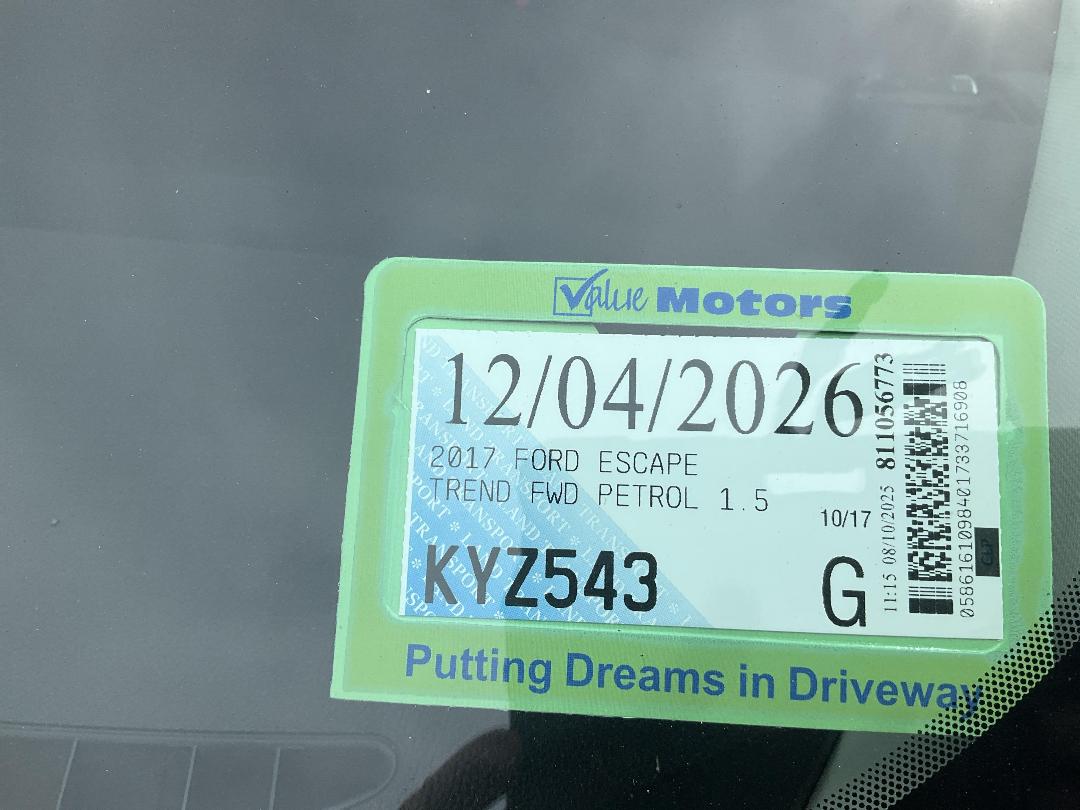 Value Motors
12/04/2026
2017 FORD ESCAPE
TREND FWD PETROL 1.5
10/17
KYZ543
G
811056773
11:15 08/10/2025
0586161098401733716908
CLP
Putting Dreams in Driveway